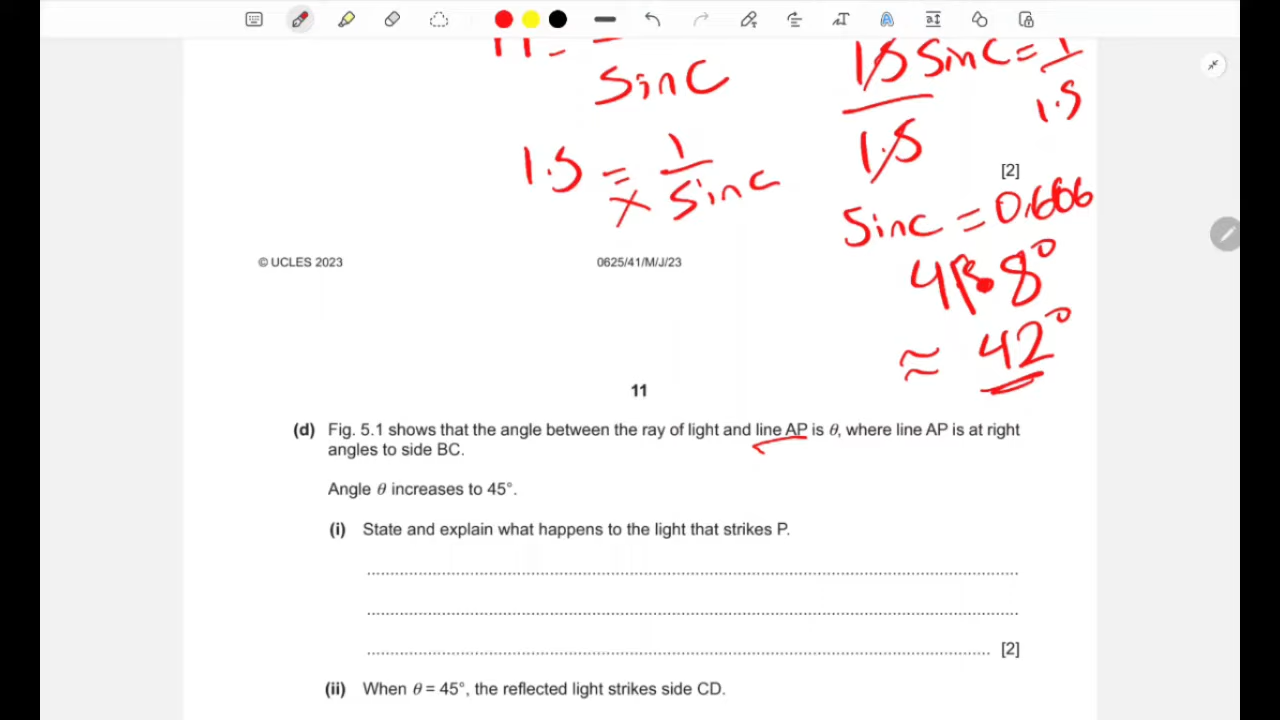 n =
sin C
1.5 sin C = 1
1.5
1.5
1.5 = 1
sin C
[2]
sin C = 0.666
41.8°
≈ 42°
© UCLES 2023
0625/41/M/J/23
11
(d) Fig. 5.1 shows that the angle between the ray of light and line AP is θ, where line AP is at right
angles to side BC.
Angle θ increases to 45°.
(i) State and explain what happens to the light that strikes P.
[2]
(ii) When θ = 45°, the reflected light strikes side CD.